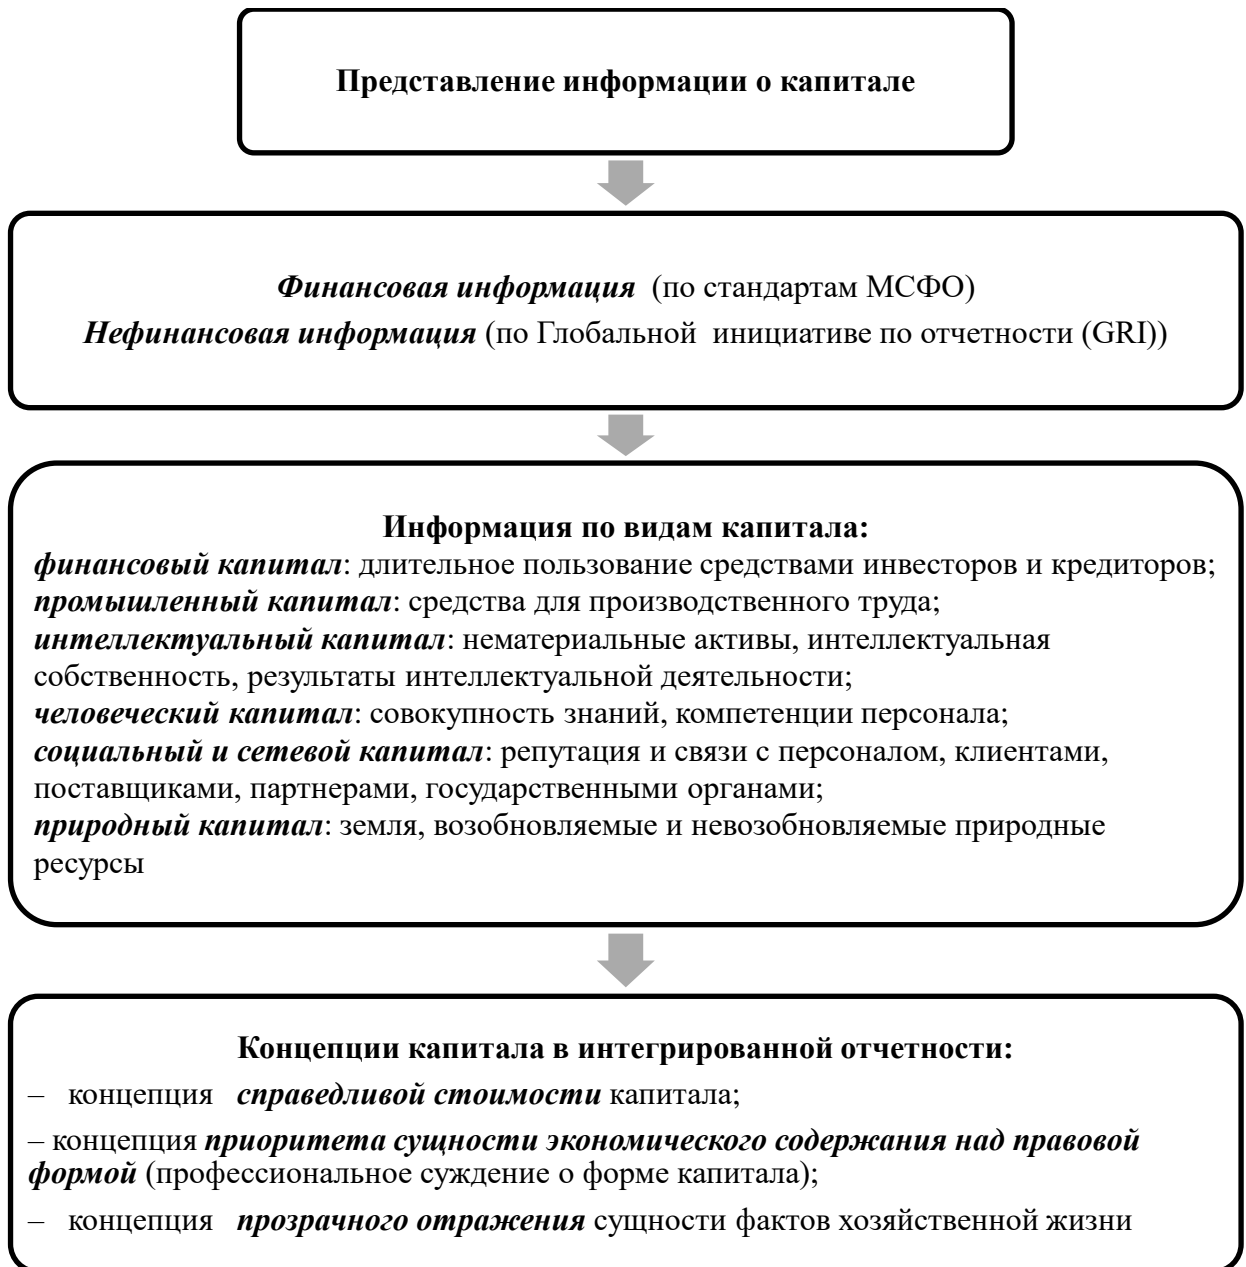 Представление информации о капитале
Финансовая информация (по стандартам МСФО)
Нефинансовая информация (по Глобальной инициативе по отчетности (GRI))
Информация по видам капитала:
финансовый капитал: длительное пользование средствами инвесторов и кредиторов;
промышленный капитал: средства для производственного труда;
интеллектуальный капитал: нематериальные активы, интеллектуальная
собственность, результаты интеллектуальной деятельности;
человеческий капитал: совокупность знаний, компетенции персонала;
социальный и сетевой капитал: репутация и связи с персоналом, клиентами,
поставщиками, партнерами, государственными органами;
природный капитал: земля, возобновляемые и невозобновляемые природные
ресурсы
Концепции капитала в интегрированной отчетности:
– концепция справедливой стоимости капитала;
– концепция приоритета сущности экономического содержания над правовой
формой (профессиональное суждение о форме капитала);
– концепция прозрачного отражения сущности фактов хозяйственной жизни